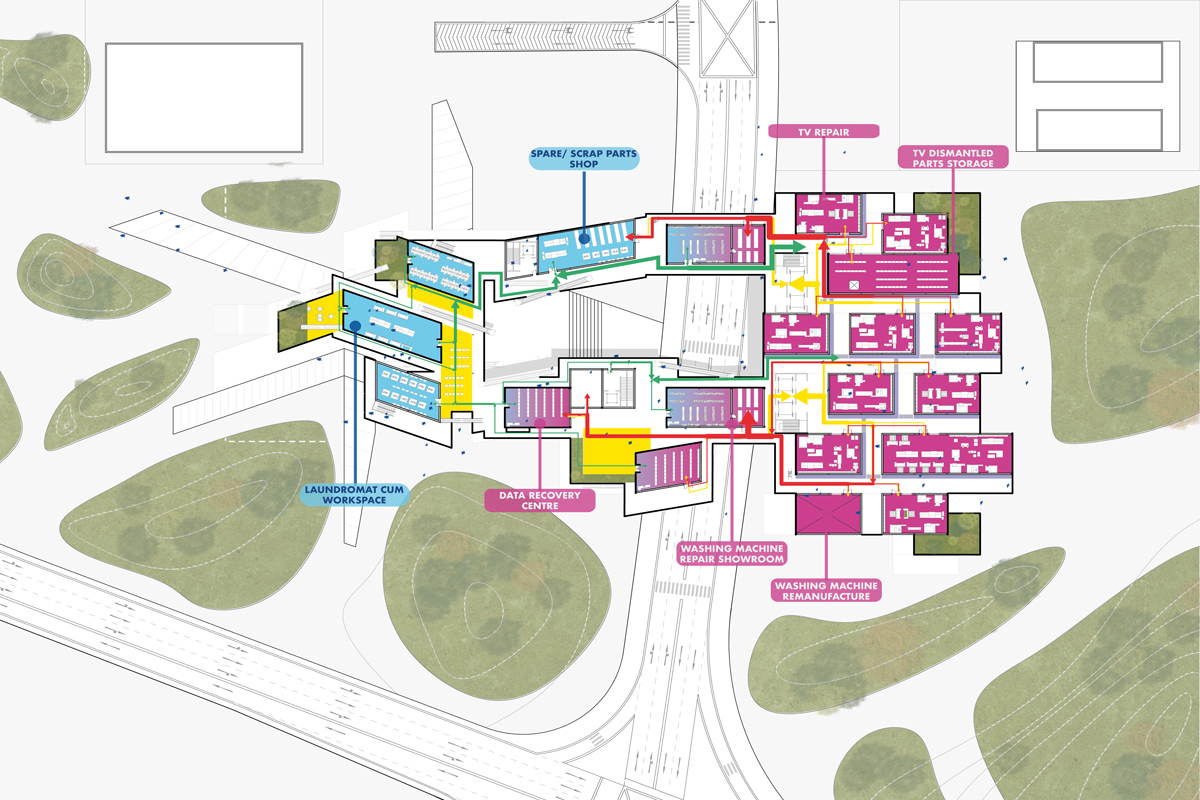 TV REPAIR
SPARE/ SCRAP PARTS
SHOP
TV DISMANTLED
PARTS STORAGE
LAUNDROMAT CUM
WORKSPACE
DATA RECOVERY
CENTRE
WASHING MACHINE
REPAIR SHOWROOM
WASHING MACHINE
REMANUFACTURE